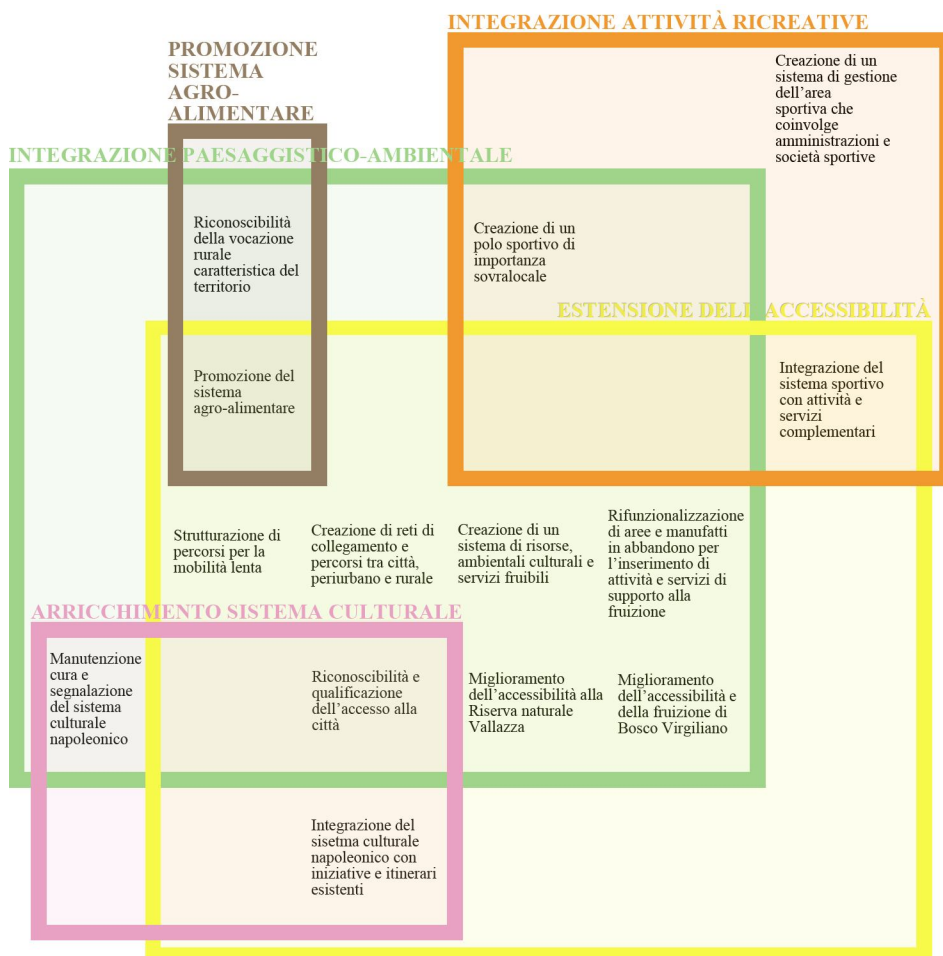 INTEGRAZIONE ATTIVITÀ RICREATIVE
PROMOZIONE
SISTEMA
AGRO-
ALIMENTARE
Creazione di un
sistema di gestione
dell'area
sportiva che
coinvolge
amministrazioni e
società sportive
INTEGRAZIONE PAESAGGISTICO-AMBIENTALE
Riconoscibilità
della vocazione
rurale
caratteristica del
territorio
Creazione di un
polo sportivo di
importanza
sovralocale
ESTENSIONE DELL'ACCESSIBILITÀ
Promozione del
sistema
agro-alimentare
Integrazione del
sistema sportivo
con attività e
servizi
complementari
Strutturazione di
percorsi per la
mobilità lenta
Creazione di reti di
collegamento e
percorsi tra città,
periurbano e rurale
Creazione di un
sistema di risorse,
ambientali culturali e
servizi fruibili
Rifunzionalizzazione
di aree e manufatti
in abbandono per
l'inserimento di
attività e servizi di
supporto alla
fruizione
ARRICCHIMENTO SISTEMA CULTURALE
Manutenzione
cura e
segnalazione
del sistema
culturale
napoleonico
Riconoscibilità e
qualificazione
dell'accesso alla
città
Miglioramento
dell'accessibilità alla
Riserva naturale
Vallazza
Miglioramento
dell'accessibilità e
della fruizione di
Bosco Virgiliano
Integrazione del
sisetma culturale
napoleonico con
iniziative e itinerari
esistenti